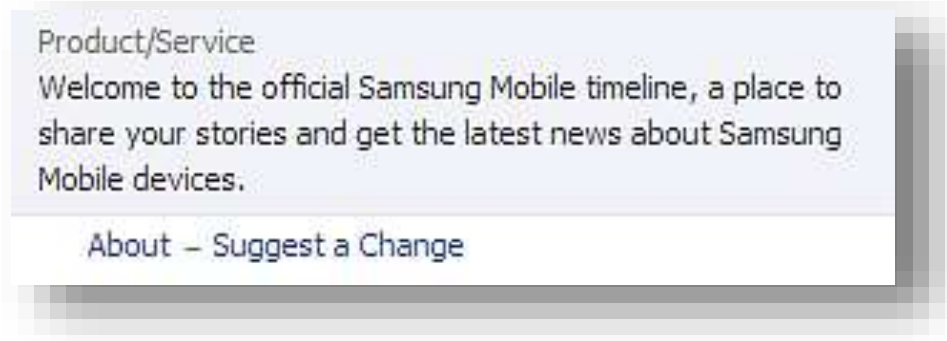 Product/Service
Welcome to the official Samsung Mobile timeline, a place to
share your stories and get the latest news about Samsung
Mobile devices.
About – Suggest a Change